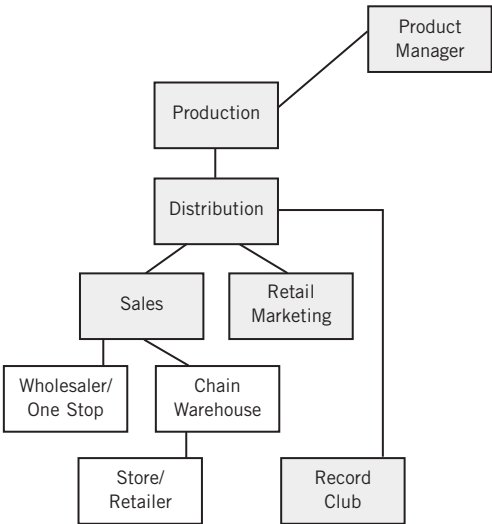 Product
Manager
Production
Distribution
Sales
Retail
Marketing
Wholesaler/
One Stop
Chain
Warehouse
Store/
Retailer
Record
Club